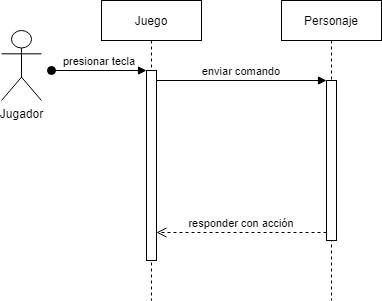 Juego
Personaje
presionar tecla
enviar comando
Jugador
responder con acción